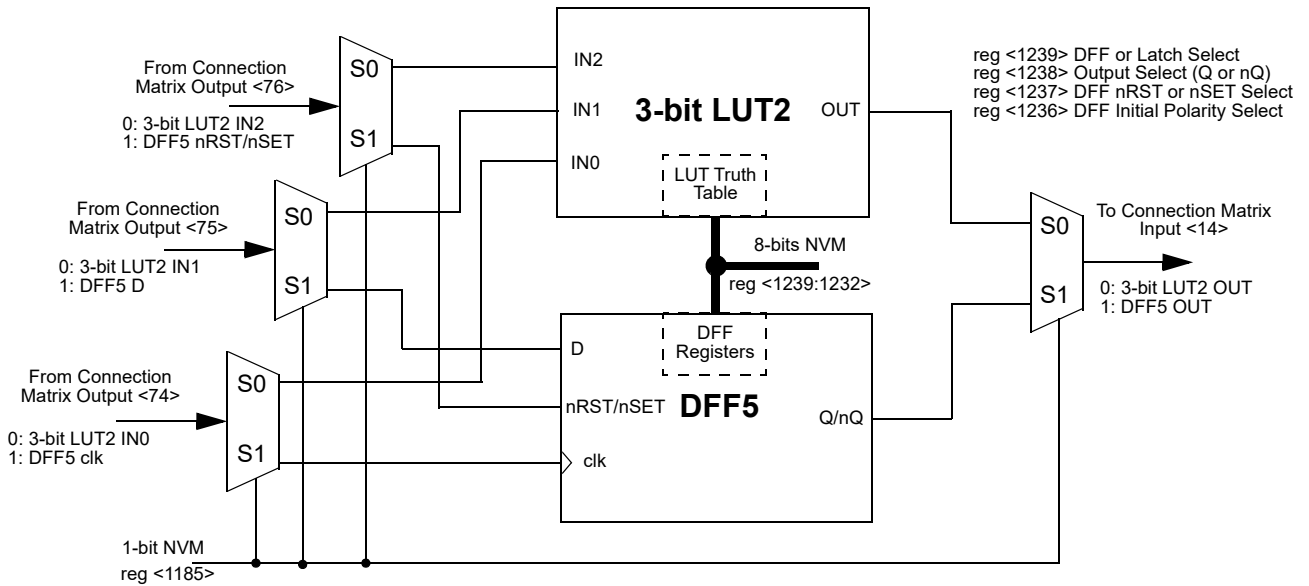 From Connection
Matrix Output <76>
0: 3-bit LUT2 IN2
1: DFF5 nRST/nSET
S0
S1
From Connection
Matrix Output <75>
0: 3-bit LUT2 IN1
1: DFF5 D
S0
S1
From Connection
Matrix Output <74>
0: 3-bit LUT2 IN0
1: DFF5 clk
S0
S1
1-bit NVM
reg <1185>
IN2
IN1
IN0
3-bit LUT2
OUT
LUT Truth
Table
8-bits NVM
reg <1239:1232>
DFF
Registers
D
nRST/nSET
clk
DFF5
Q/nQ
reg <1239> DFF or Latch Select
reg <1238> Output Select (Q or nQ)
reg <1237> DFF nRST or nSET Select
reg <1236> DFF Initial Polarity Select
S0
S1
To Connection Matrix
Input <14>
0: 3-bit LUT2 OUT
1: DFF5 OUT